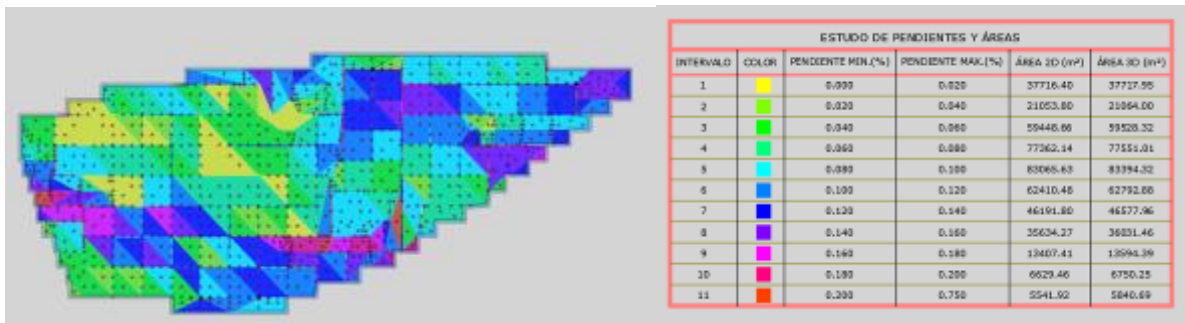 ESTUDO DE PENDIENTES Y ÁREAS
INTERVALO COLOR PENDIENTE MIN.(%) PENDIENTE MAX.(%) ÁREA 2D (m²) ÁREA 3D (m²)
1 0.000 0.020 37716.40 37717.95
2 0.020 0.040 21053.80 21064.00
3 0.040 0.060 59448.66 59528.32
4 0.060 0.080 77362.14 77551.01
5 0.080 0.100 83065.63 83394.32
6 0.100 0.120 62410.48 62792.88
7 0.120 0.140 46191.80 46577.96
8 0.140 0.160 35634.27 36031.46
9 0.160 0.180 13407.41 13594.39
10 0.180 0.200 6629.46 6750.25
11 0.200 0.750 5541.92 5840.69